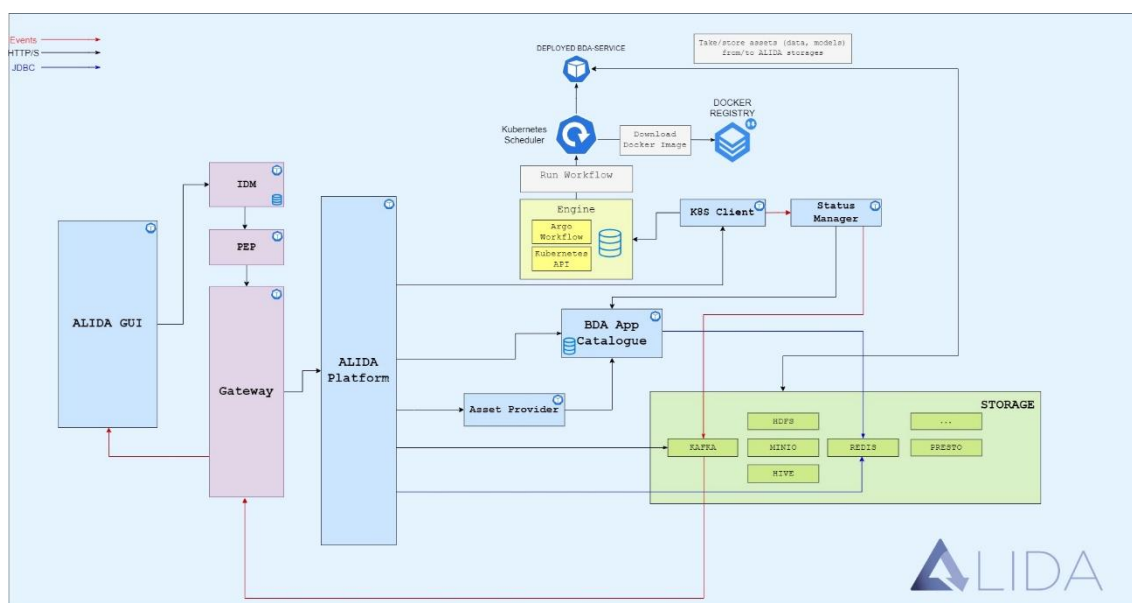 Events
HTTP/S
JDBC
DEPLOYED BDA-SERVICE
Take/store assets (data, models)
from/to ALIDA storages
Kubernetes
Scheduler
Download
Docker Image
DOCKER
REGISTRY
Run Workflow
Engine
Argo
Workflow
Kubernetes
API
K8S Client
Status
Manager
IDM
PEP
ALIDA GUI
Gateway
ALIDA
Platform
BDA App
Catalogue
Asset Provider
STORAGE
HDFS
...
KAFKA
MINIO
REDIS
PRESTO
HIVE
ALIDA